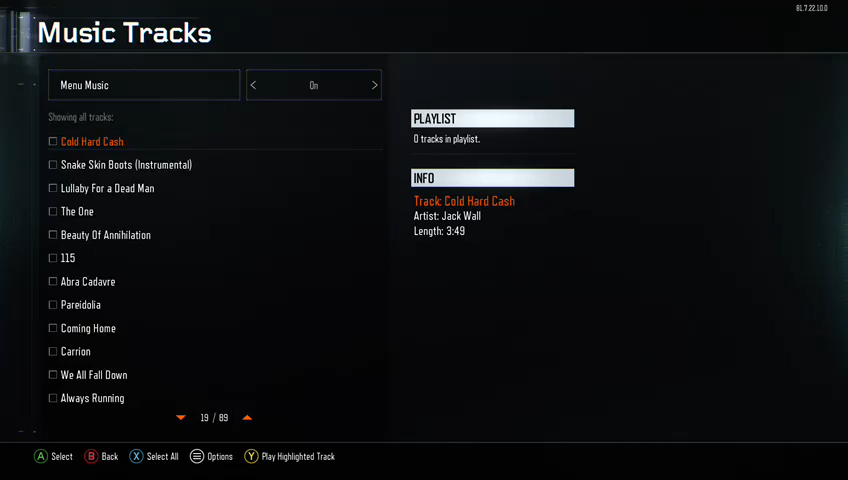 81.7.22.10.0
Music Tracks
Menu Music
On
Showing all tracks:
Cold Hard Cash
Snake Skin Boots (Instrumental)
Lullaby For a Dead Man
The One
Beauty Of Annihilation
115
Abra Cadavre
Pareidolia
Coming Home
Carrion
We All Fall Down
Always Running
19 / 89
PLAYLIST
0 tracks in playlist.
INFO
Track: Cold Hard Cash
Artist: Jack Wall
Length: 3:49
A Select B Back X Select All Options Y Play Highlighted Track